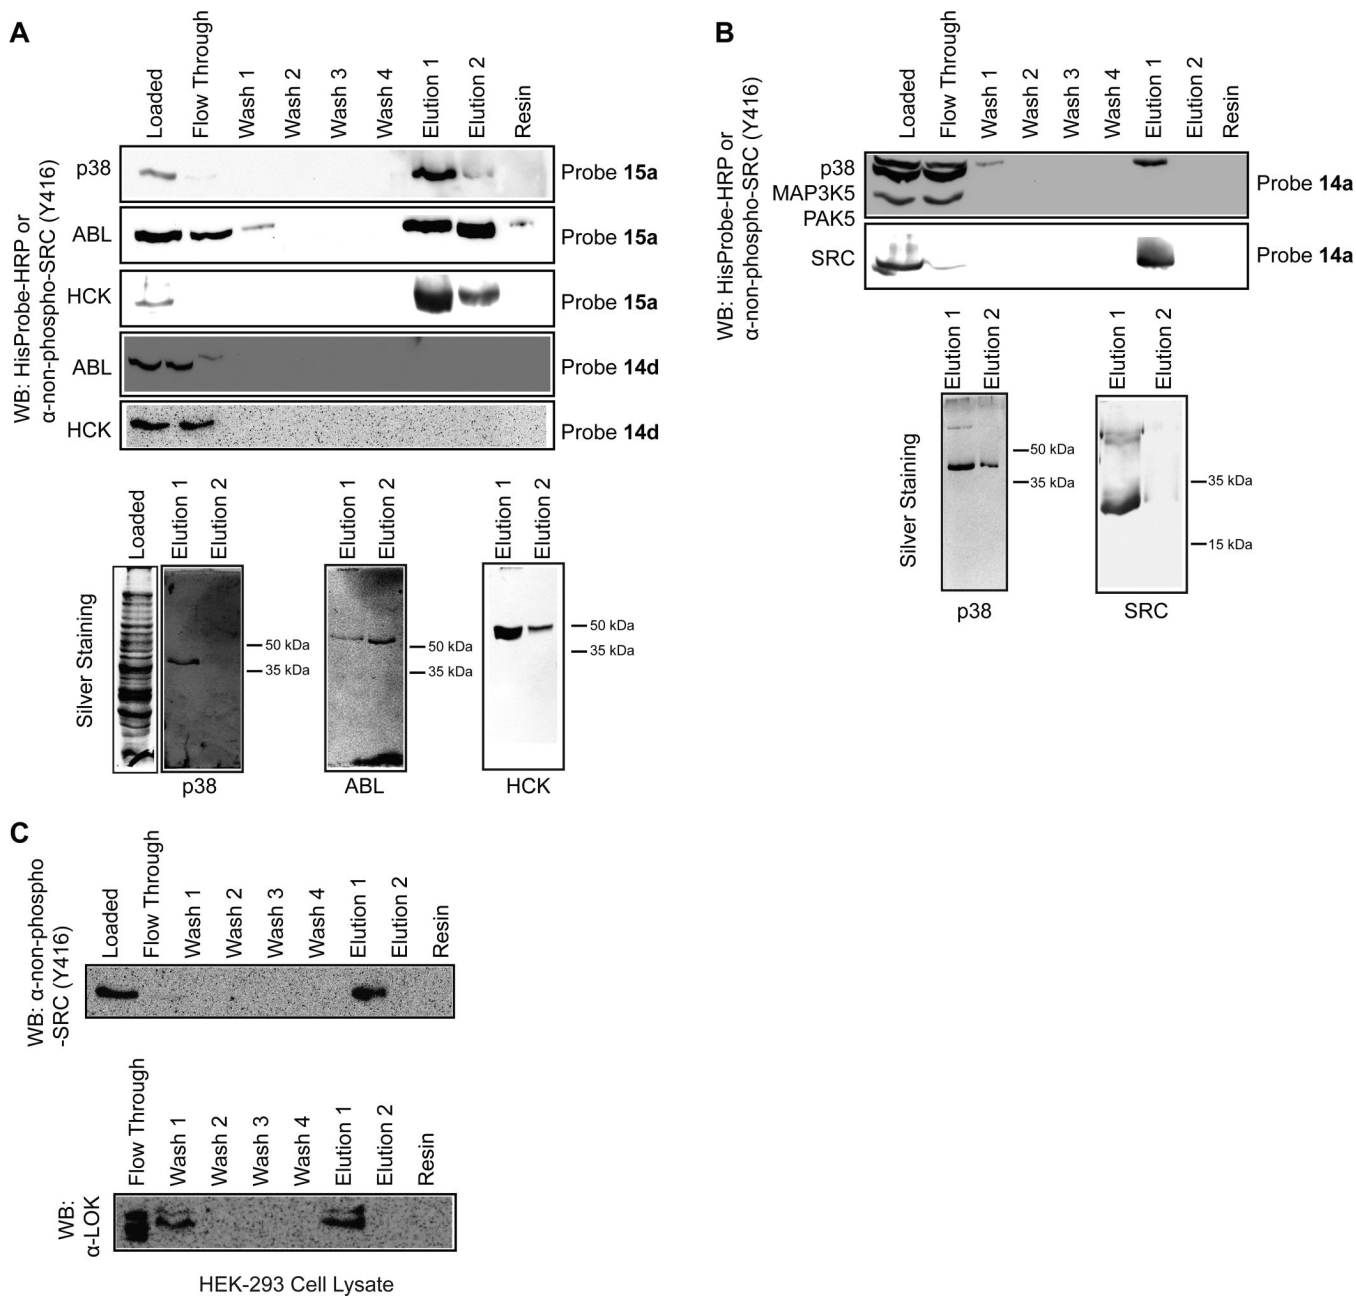 A
Loaded
Flow Through
Wash 1
Wash 2
Wash 3
Wash 4
Elution 1
Elution 2
Resin
WB: HisProbe-HRP or
α-non-phospho-SRC (Y416)
p38
Probe 15a
ABL
Probe 15a
HCK
Probe 15a
ABL
Probe 14d
HCK
Probe 14d
Silver Staining
Loaded
Elution 1
Elution 2
50 kDa
35 kDa
p38
Elution 1
Elution 2
50 kDa
35 kDa
ABL
Elution 1
Elution 2
50 kDa
35 kDa
HCK
B
Loaded
Flow Through
Wash 1
Wash 2
Wash 3
Wash 4
Elution 1
Elution 2
Resin
WB: HisProbe-HRP or
α-non-phospho-SRC (Y416)
p38
MAP3K5
PAK5
Probe 14a
SRC
Probe 14a
Silver Staining
Elution 1
Elution 2
50 kDa
35 kDa
p38
Elution 1
Elution 2
35 kDa
15 kDa
SRC
C
Loaded
Flow Through
Wash 1
Wash 2
Wash 3
Wash 4
Elution 1
Elution 2
Resin
WB: α-non-phospho
-SRC (Y416)
Flow Through
Wash 1
Wash 2
Wash 3
Wash 4
Elution 1
Elution 2
Resin
WB:
α-LOK
HEK-293 Cell Lysate